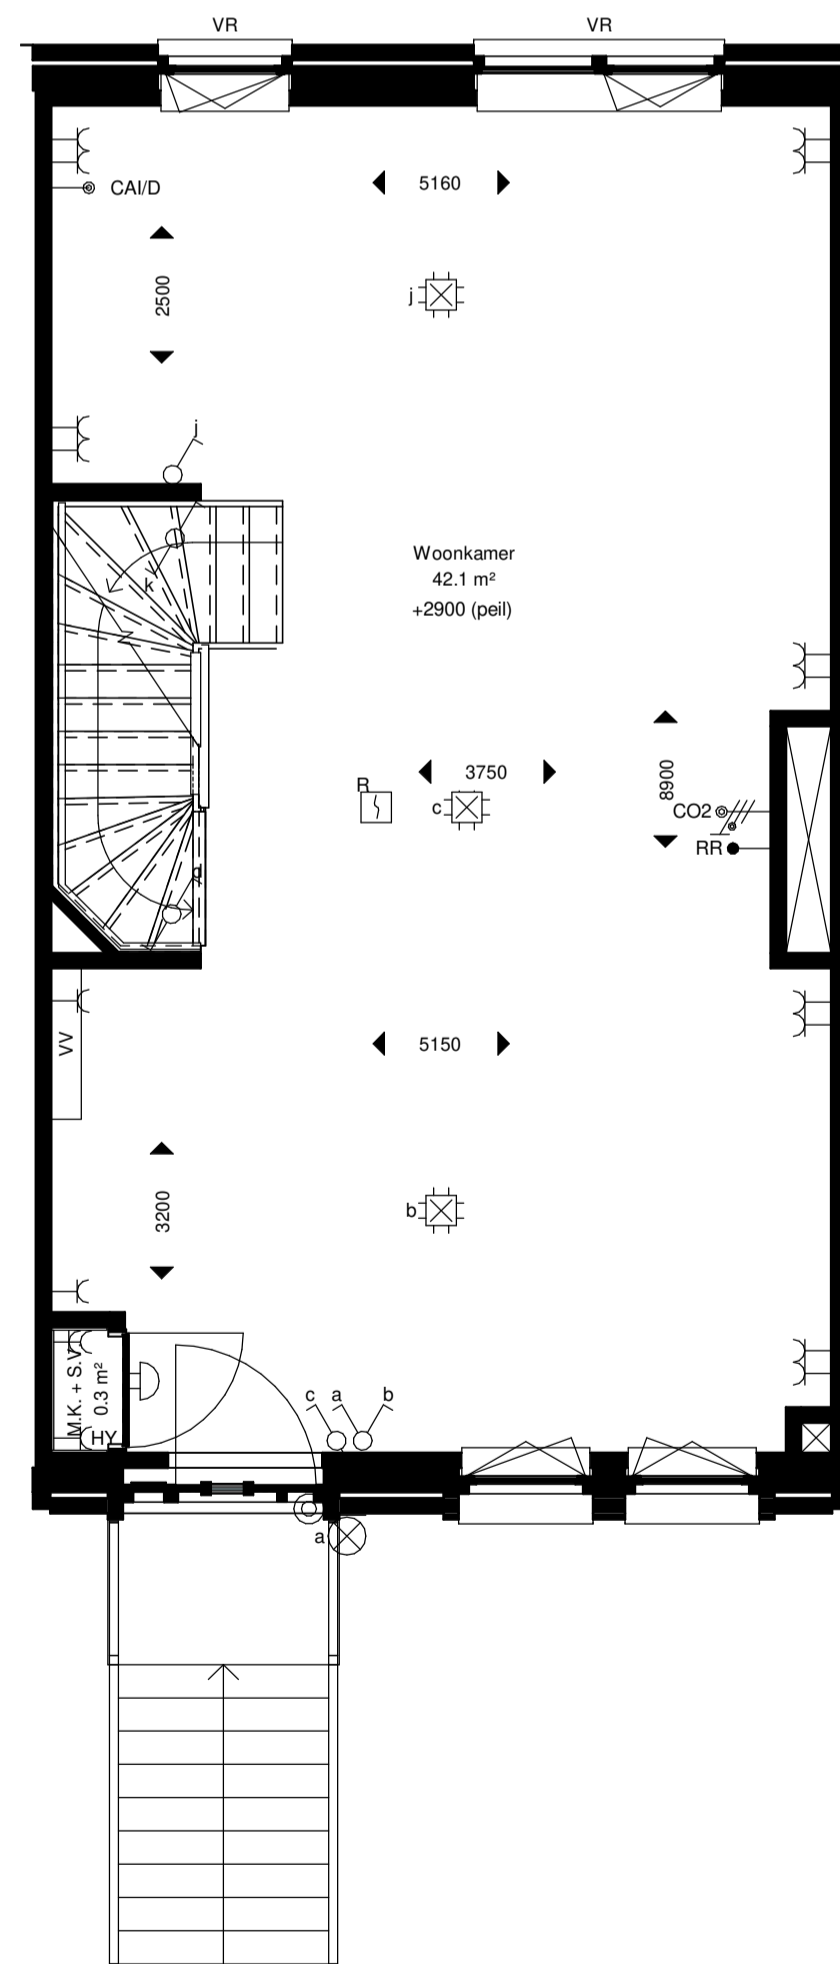 VR
VR
CAI/D
5160
2500
j
j
Woonkamer
42.1 m²
+2900 (peil)
k
8900
3750
R
c
CO2
RR
VV
5150
3200
b
M.K. + S.V.
0.3 m²
HY
c
a
b
a